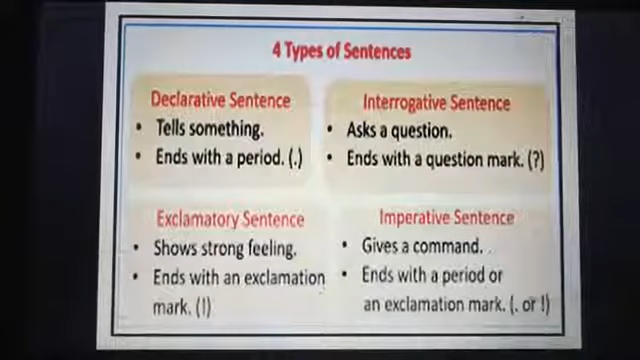 4 Types of Sentences
Declarative Sentence
• Tells something.
• Ends with a period. (.)
Interrogative Sentence
• Asks a question.
• Ends with a question mark. (?)
Exclamatory Sentence
• Shows strong feeling.
• Ends with an exclamation
mark. (!)
Imperative Sentence
• Gives a command.
• Ends with a period or
an exclamation mark. (. or !)